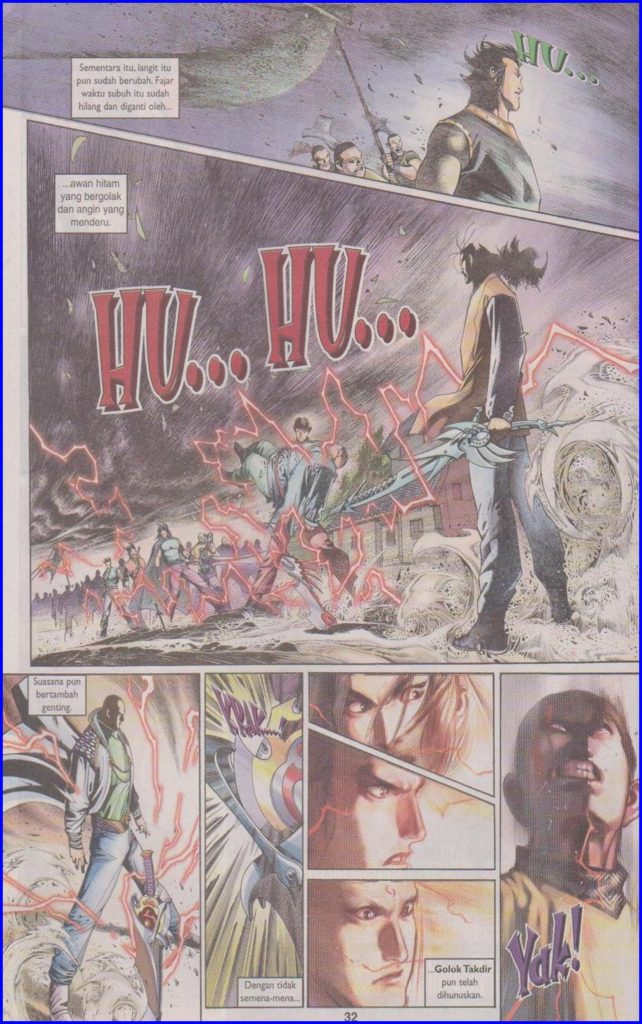 Sementara itu, langit itu
pun sudah berubah. Fajar
waktu subuh itu sudah
hilang dan diganti oleh...
HU...
...awan hitam
yang bergolak
dan angin yang
menderu.
HU... HU...
Suasana pun
bertambah
genting.
Dengan tidak
semena-mena...
...Golok Takdir
pun telah
dihunuskan.
Yak!
32